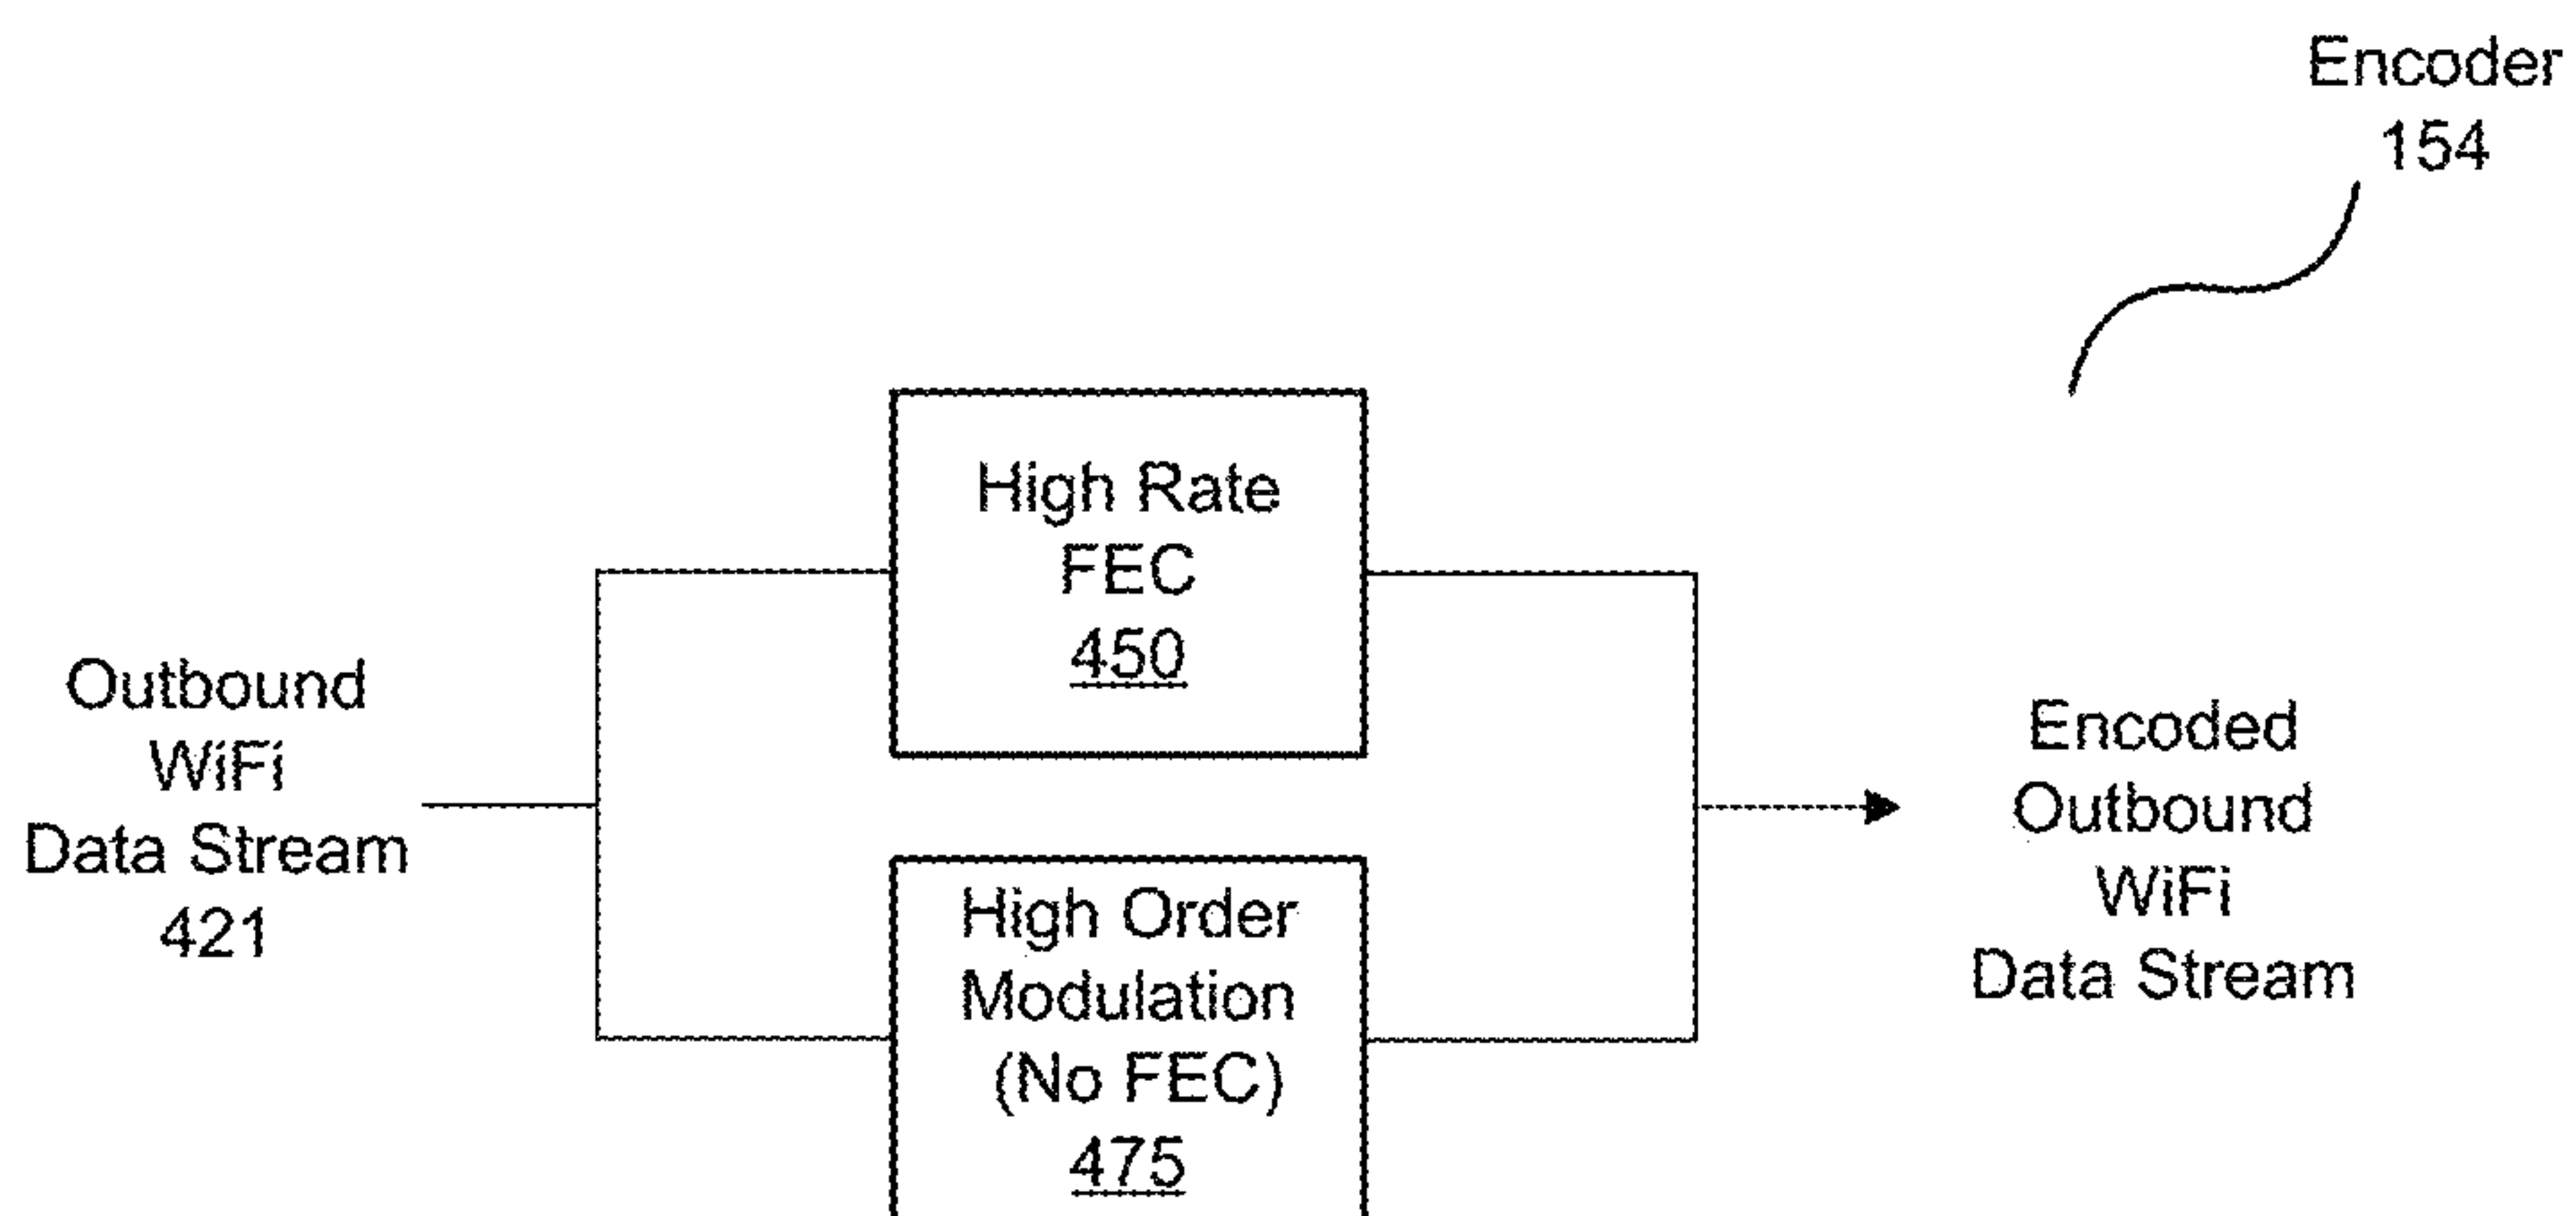 Encoder
154
High Rate
FEC
450
Outbound
WiFi
Data Stream
421
High Order
Modulation
(No FEC)
475
Encoded
Outbound
WiFi
Data Stream